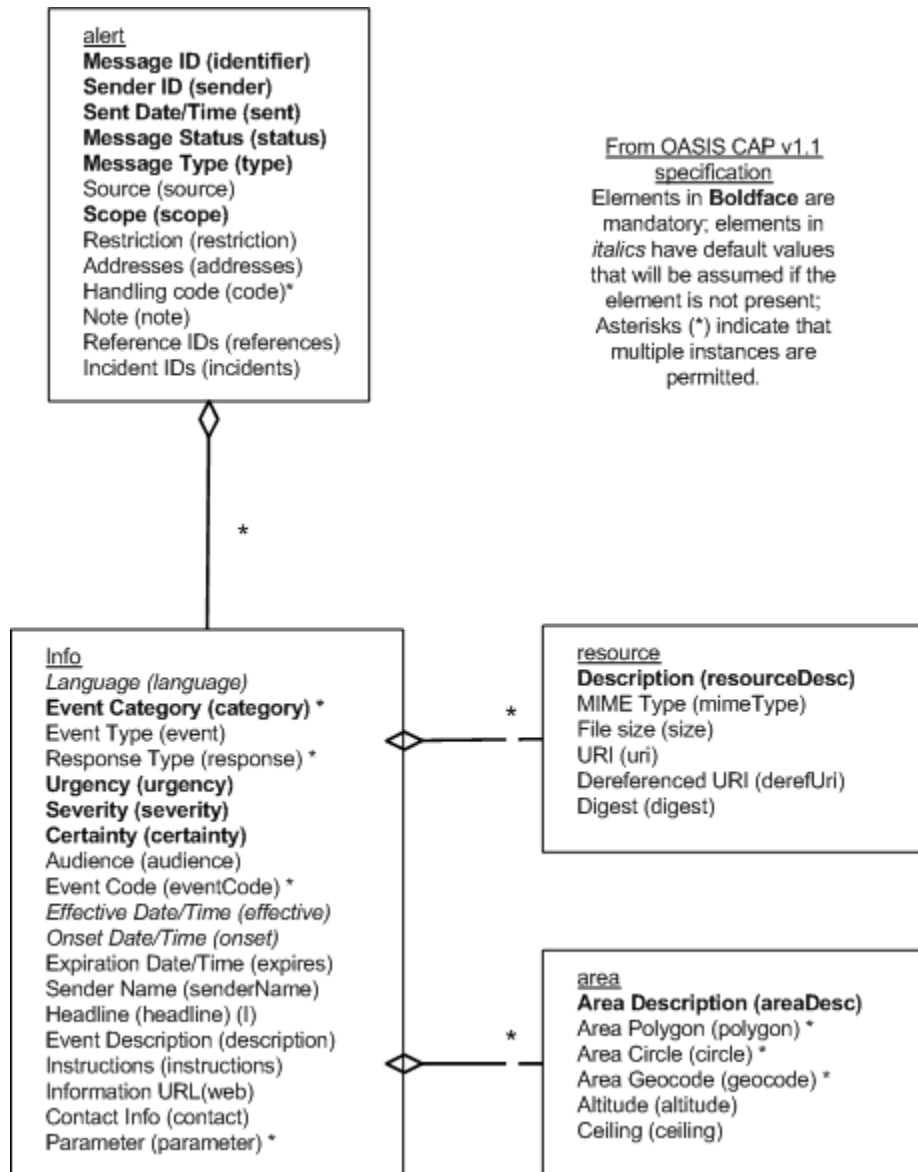 alert
Message ID (identifier)
Sender ID (sender)
Sent Date/Time (sent)
Message Status (status)
Message Type (type)
Source (source)
Scope (scope)
Restriction (restriction)
Addresses (addresses)
Handling code (code)*
Note (note)
Reference IDs (references)
Incident IDs (incidents)
From OASIS CAP v1.1
specification
Elements in Boldface are
mandatory; elements in
italics have default values
that will be assumed if the
element is not present;
Asterisks (*) indicate that
multiple instances are
permitted.
*
Info
Language (language)
Event Category (category) *
Event Type (event)
Response Type (response) *
Urgency (urgency)
Severity (severity)
Certainty (certainty)
Audience (audience)
Event Code (eventCode) *
Effective Date/Time (effective)
Onset Date/Time (onset)
Expiration Date/Time (expires)
Sender Name (senderName)
Headline (headline) (I)
Event Description (description)
Instructions (instructions)
Information URL(web)
Contact Info (contact)
Parameter (parameter) *
*
resource
Description (resourceDesc)
MIME Type (mimeType)
File size (size)
URI (uri)
Dereferenced URI (derefUri)
Digest (digest)
*
area
Area Description (areaDesc)
Area Polygon (polygon) *
Area Circle (circle) *
Area Geocode (geocode) *
Altitude (altitude)
Ceiling (ceiling)